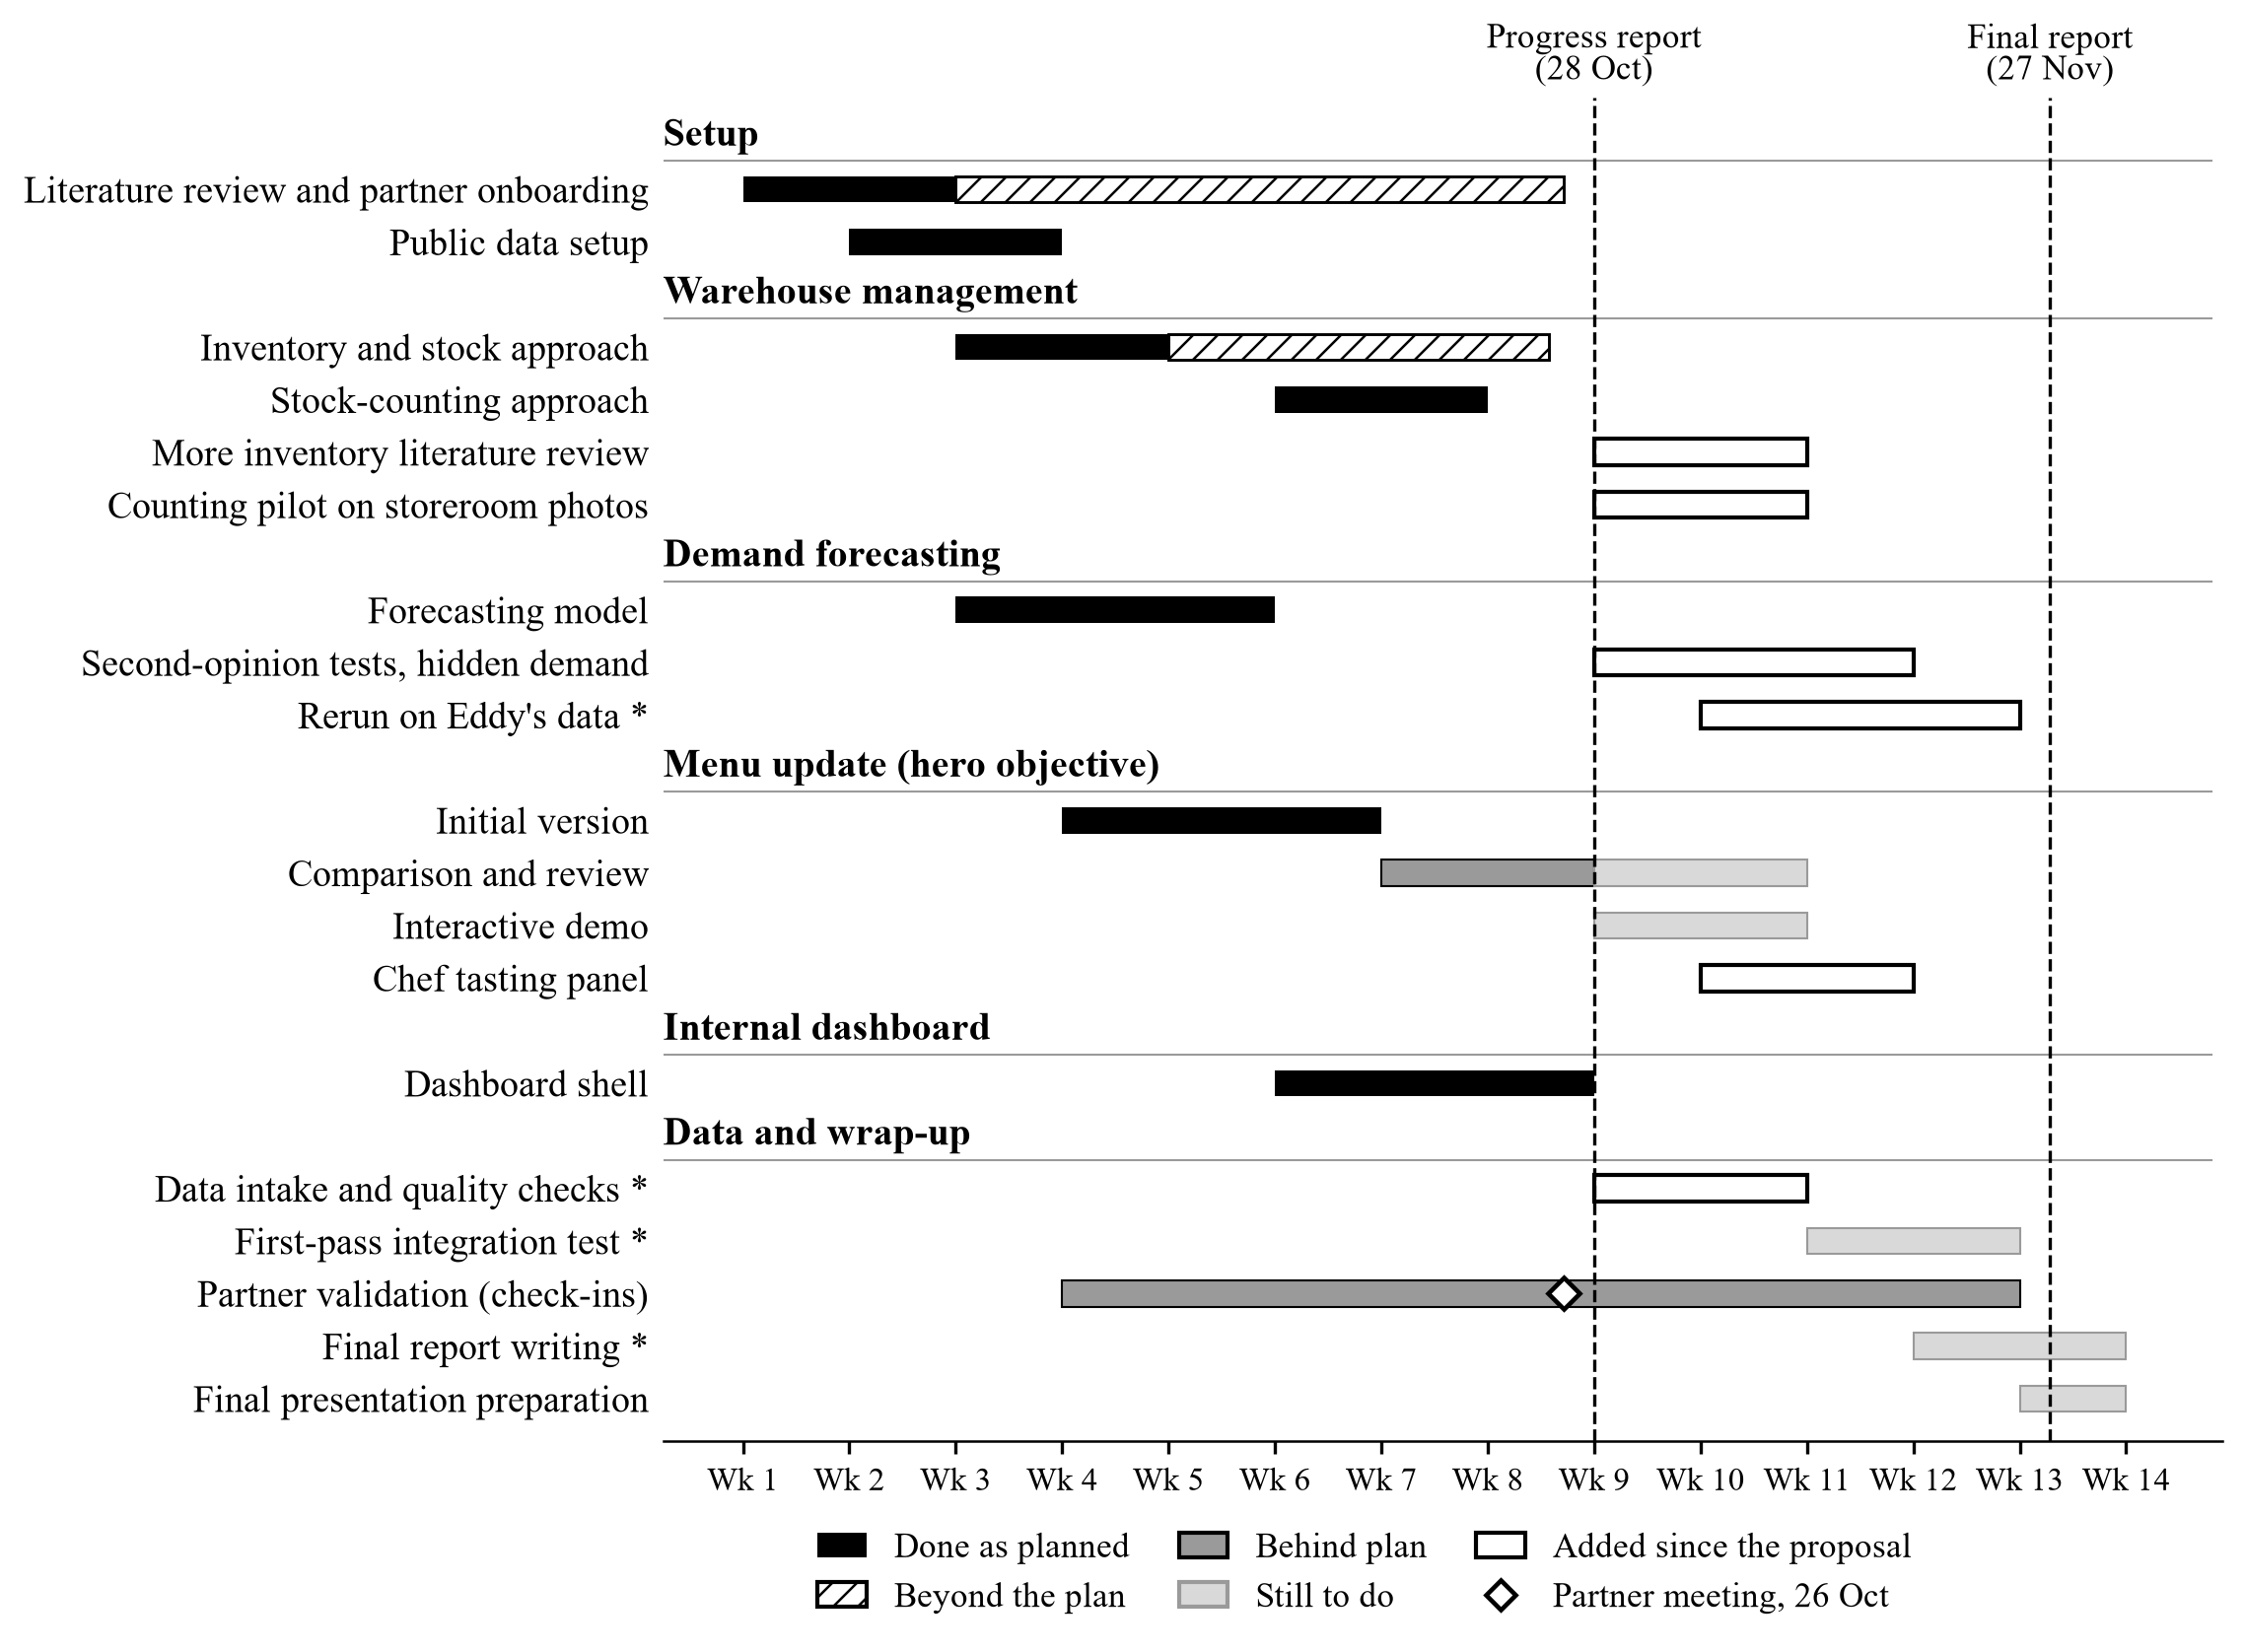 Progress report
(28 Oct)
Final report
(27 Nov)
Setup
Literature review and partner onboarding
Public data setup
Warehouse management
Inventory and stock approach
Stock-counting approach
More inventory literature review
Counting pilot on storeroom photos
Demand forecasting
Forecasting model
Second-opinion tests, hidden demand
Rerun on Eddy's data *
Menu update (hero objective)
Initial version
Comparison and review
Interactive demo
Chef tasting panel
Internal dashboard
Dashboard shell
Data and wrap-up
Data intake and quality checks *
First-pass integration test *
Partner validation (check-ins)
Final report writing *
Final presentation preparation
Wk 1 Wk 2 Wk 3 Wk 4 Wk 5 Wk 6 Wk 7 Wk 8 Wk 9 Wk 10 Wk 11 Wk 12 Wk 13 Wk 14
Done as planned Behind plan Added since the proposal
Beyond the plan Still to do Partner meeting, 26 Oct